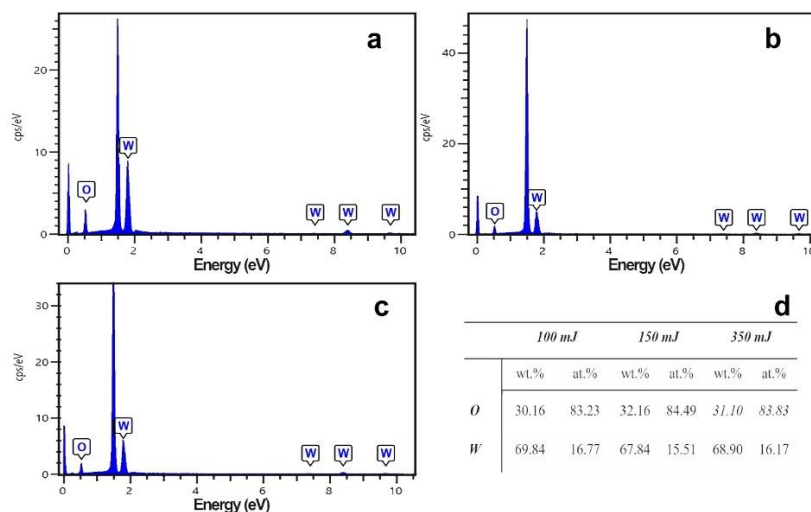 a
cps/eV
20
10
0
O
W
W
W
W
0
2
4
6
8
10
Energy (eV)
b
cps/eV
40
20
0
O
W
W
W
W
0
2
4
6
8
10
Energy (eV)
c
cps/eV
30
20
10
0
O
W
W
W
W
0
2
4
6
8
10
Energy (eV)
d
100 mJ 150 mJ 350 mJ
wt.% at.% wt.% at.% wt.% at.%
O 30.16 83.23 32.16 84.49 31.10 83.83
W 69.84 16.77 67.84 15.51 68.90 16.17